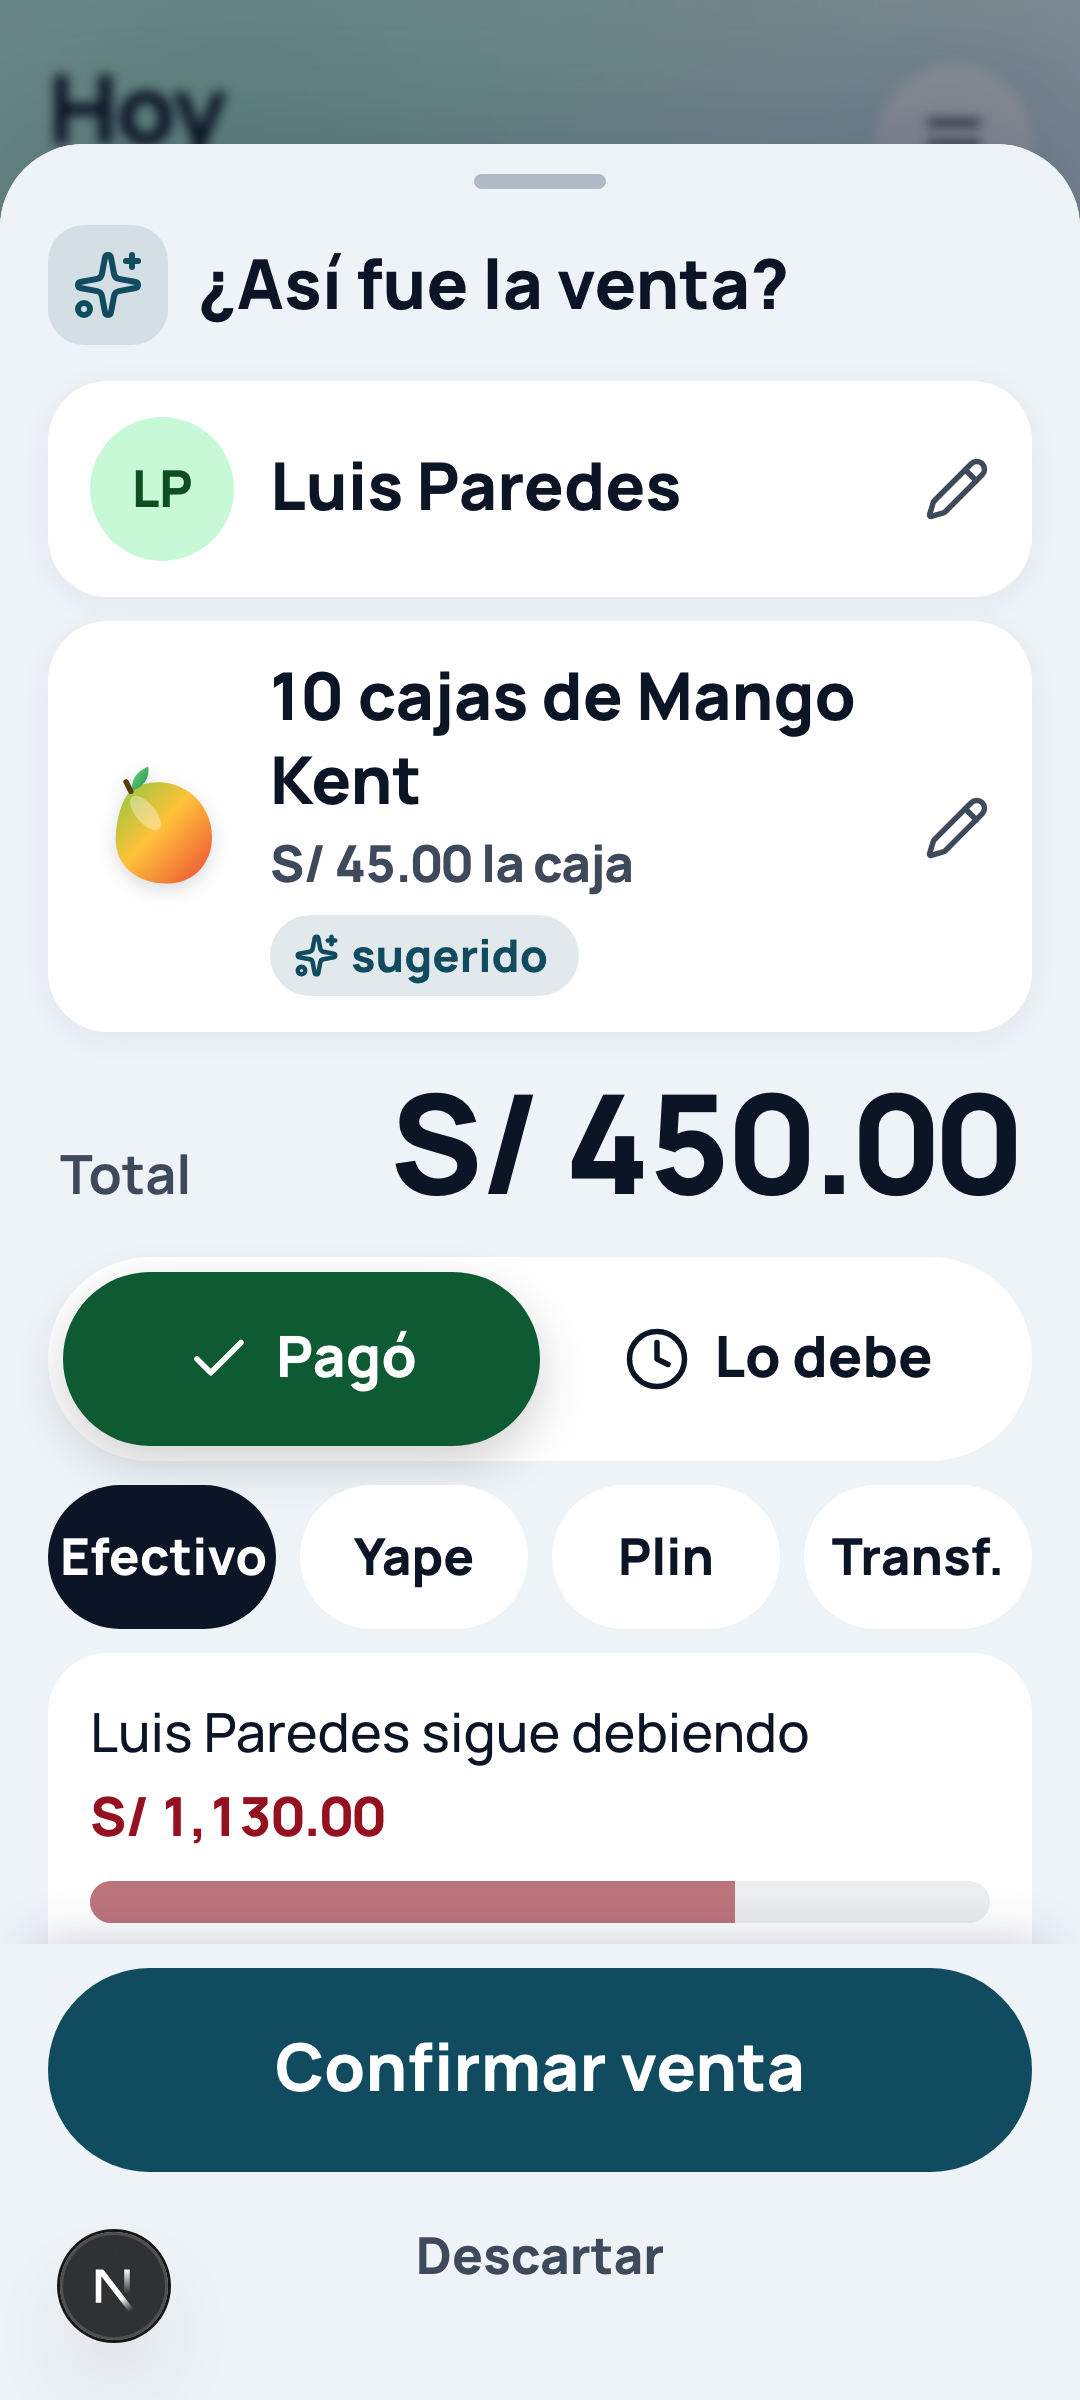 Hoy
¿Así fue la venta?
LP
Luis Paredes
10 cajas de Mango
Kent
S/ 45.00 la caja
sugerido
Total
S/ 450.00
Pagó
Lo debe
Efectivo
Yape
Plin
Transf.
Luis Paredes sigue debiendo
S/ 1,130.00
Confirmar venta
Descartar
N